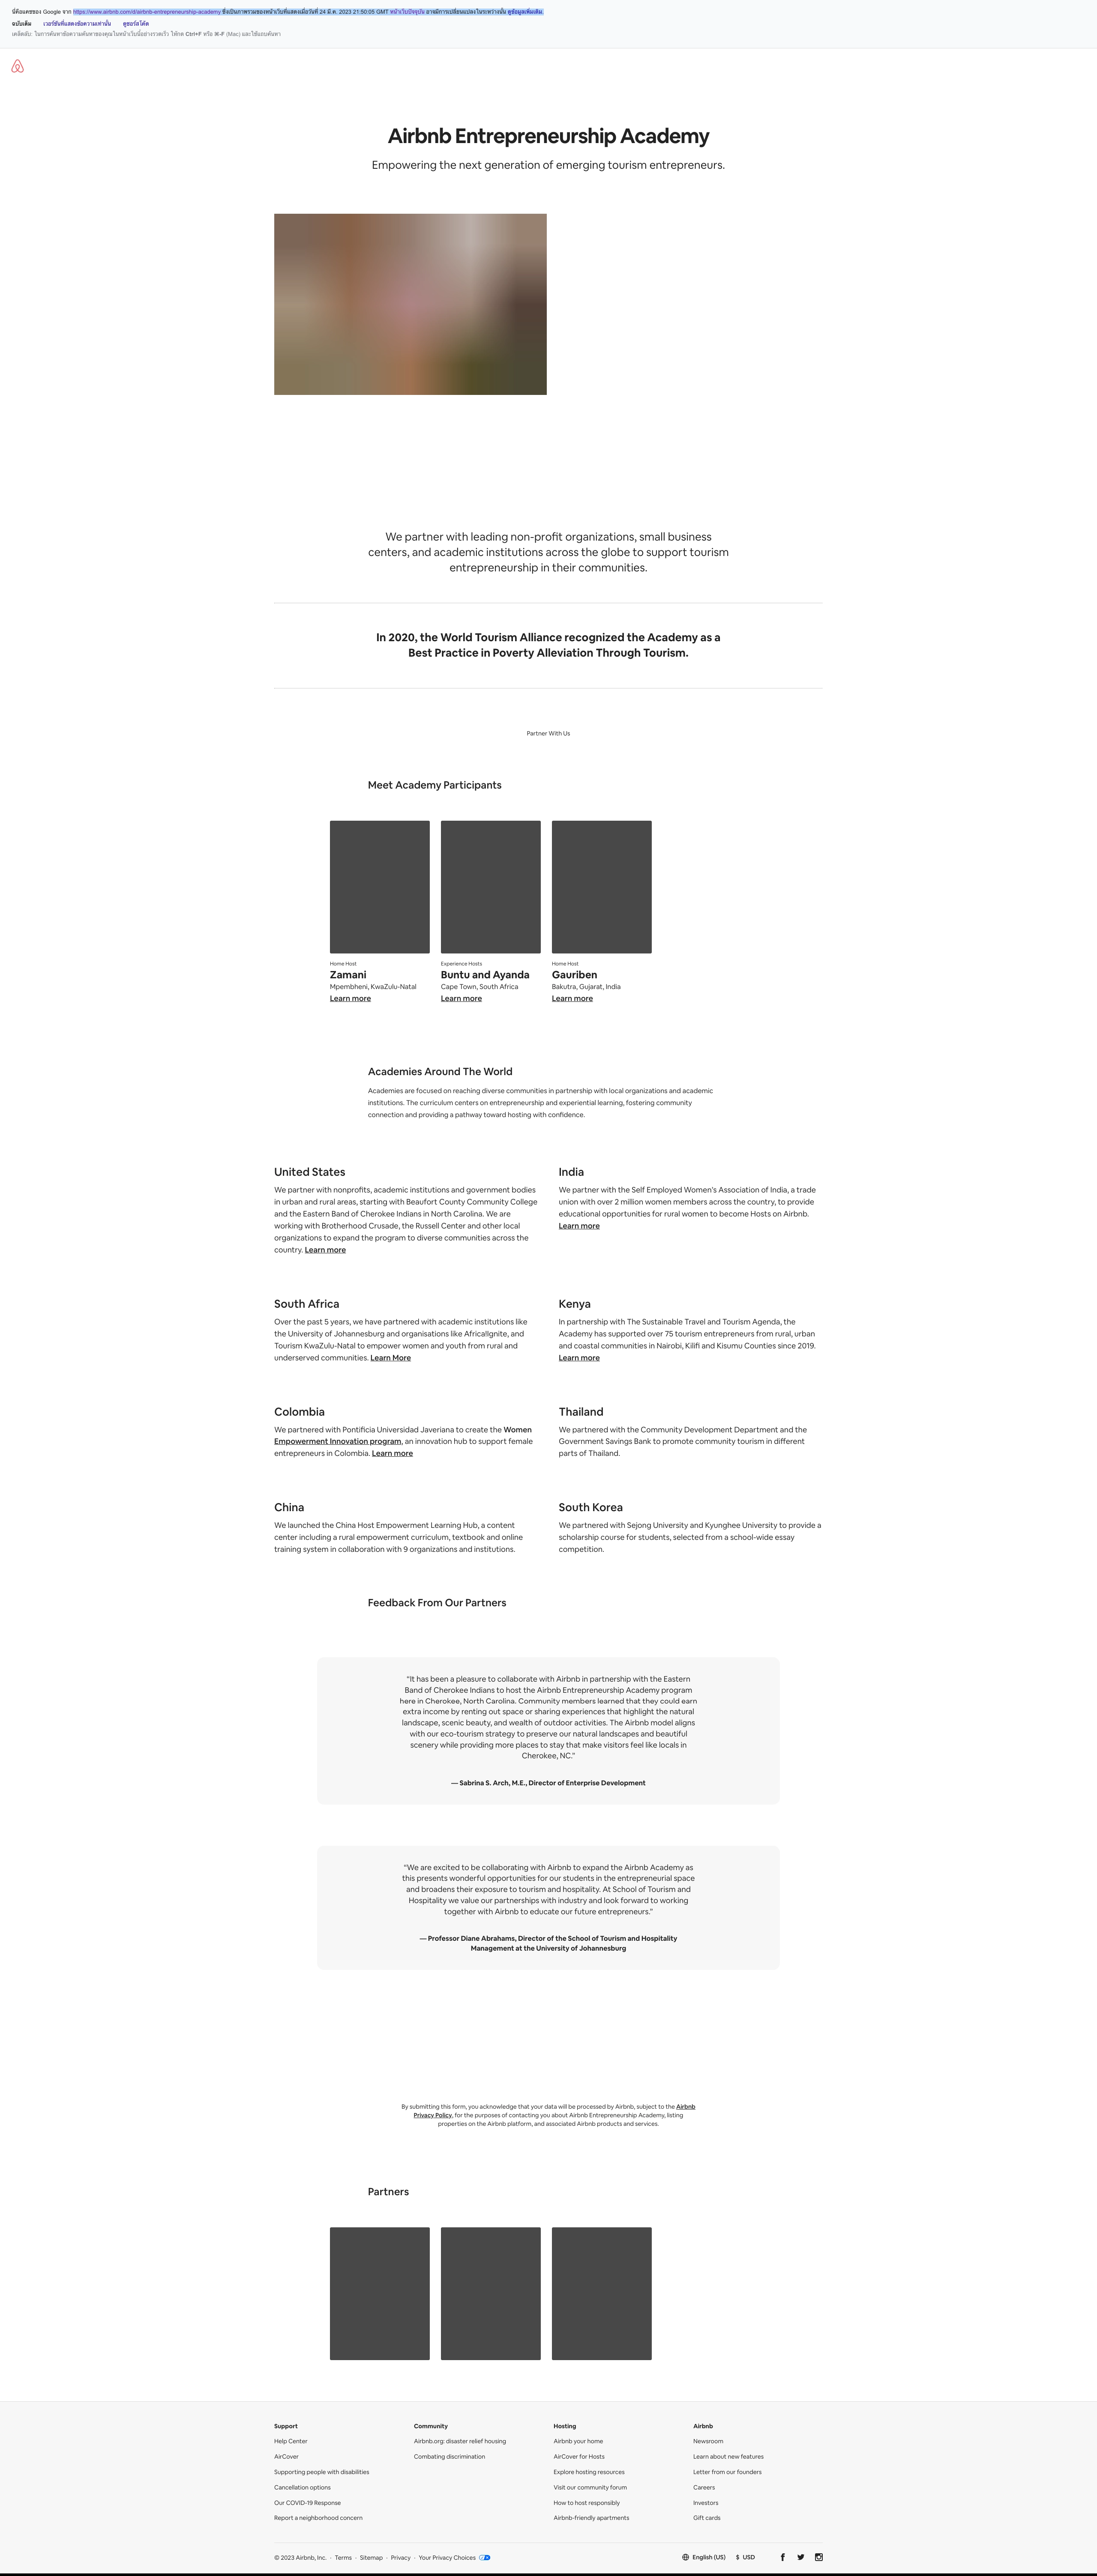 นี่คือแคชของ Google จาก https://www.airbnb.com/d/airbnb-entrepreneurship-academy ซึ่งเป็นภาพรวมของหน้าเว็บที่แสดงเมื่อวันที่ 24 มี.ค. 2023 21:50:05 GMT หน้าเว็บปัจจุบัน อาจมีการเปลี่ยนแปลงในระหว่างนั้น ดูข้อมูลเพิ่มเติม.
ฉบับเต็ม เวอร์ชันที่แสดงข้อความเท่านั้น ดูซอร์สโค้ด
เคล็ดลับ: ในการค้นหาข้อความค้นหาของคุณในหน้าเว็บนี้อย่างรวดเร็ว ให้กด Ctrl+F หรือ ⌘-F (Mac) และใช้แถบค้นหา
Airbnb Entrepreneurship Academy
Empowering the next generation of emerging tourism entrepreneurs.
We partner with leading non-profit organizations, small business
centers, and academic institutions across the globe to support tourism
entrepreneurship in their communities.
In 2020, the World Tourism Alliance recognized the Academy as a
Best Practice in Poverty Alleviation Through Tourism.
Partner With Us
Meet Academy Participants
Home Host
Zamani
Mpembheni, KwaZulu-Natal
Learn more
Experience Hosts
Buntu and Ayanda
Cape Town, South Africa
Learn more
Home Host
Gauriben
Bakutra, Gujarat, India
Learn more
Academies Around The World
Academies are focused on reaching diverse communities in partnership with local organizations and academic
institutions. The curriculum centers on entrepreneurship and experiential learning, fostering community
connection and providing a pathway toward hosting with confidence.
United States
We partner with nonprofits, academic institutions and government bodies
in urban and rural areas, starting with Beaufort County Community College
and the Eastern Band of Cherokee Indians in North Carolina. We are
working with Brotherhood Crusade, the Russell Center and other local
organizations to expand the program to diverse communities across the
country. Learn more
India
We partner with the Self Employed Women's Association of India, a trade
union with over 2 million women members across the country, to provide
educational opportunities for rural women to become Hosts on Airbnb.
Learn more
South Africa
Over the past 5 years, we have partnered with academic institutions like
the University of Johannesburg and organisations like Africa!Ignite, and
Tourism KwaZulu-Natal to empower women and youth from rural and
underserved communities. Learn More
Kenya
In partnership with The Sustainable Travel and Tourism Agenda, the
Academy has supported over 75 tourism entrepreneurs from rural, urban
and coastal communities in Nairobi, Kilifi and Kisumu Counties since 2019.
Learn more
Colombia
We partnered with Pontificia Universidad Javeriana to create the Women
Empowerment Innovation program, an innovation hub to support female
entrepreneurs in Colombia. Learn more
Thailand
We partnered with the Community Development Department and the
Government Savings Bank to promote community tourism in different
parts of Thailand.
China
We launched the China Host Empowerment Learning Hub, a content
center including a rural empowerment curriculum, textbook and online
training system in collaboration with 9 organizations and institutions.
South Korea
We partnered with Sejong University and Kyunghee University to provide a
scholarship course for students, selected from a school-wide essay
competition.
Feedback From Our Partners
"It has been a pleasure to collaborate with Airbnb in partnership with the Eastern
Band of Cherokee Indians to host the Airbnb Entrepreneurship Academy program
here in Cherokee, North Carolina. Community members learned that they could earn
extra income by renting out space or sharing experiences that highlight the natural
landscape, scenic beauty, and wealth of outdoor activities. The Airbnb model aligns
with our eco-tourism strategy to preserve our natural landscapes and beautiful
scenery while providing more places to stay that make visitors feel like locals in
Cherokee, NC."
— Sabrina S. Arch, M.E., Director of Enterprise Development
"We are excited to be collaborating with Airbnb to expand the Airbnb Academy as
this presents wonderful opportunities for our students in the entrepreneurial space
and broadens their exposure to tourism and hospitality. At School of Tourism and
Hospitality we value our partnerships with industry and look forward to working
together with Airbnb to educate our future entrepreneurs."
— Professor Diane Abrahams, Director of the School of Tourism and Hospitality
Management at the University of Johannesburg
By submitting this form, you acknowledge that your data will be processed by Airbnb, subject to the Airbnb
Privacy Policy, for the purposes of contacting you about Airbnb Entrepreneurship Academy, listing
properties on the Airbnb platform, and associated Airbnb products and services.
Partners
Support
Help Center
AirCover
Supporting people with disabilities
Cancellation options
Our COVID-19 Response
Report a neighborhood concern
Community
Airbnb.org: disaster relief housing
Combating discrimination
Hosting
Airbnb your home
AirCover for Hosts
Explore hosting resources
Visit our community forum
How to host responsibly
Airbnb-friendly apartments
Airbnb
Newsroom
Learn about new features
Letter from our founders
Careers
Investors
Gift cards
© 2023 Airbnb, Inc. · Terms · Sitemap · Privacy · Your Privacy Choices
English (US) $ USD